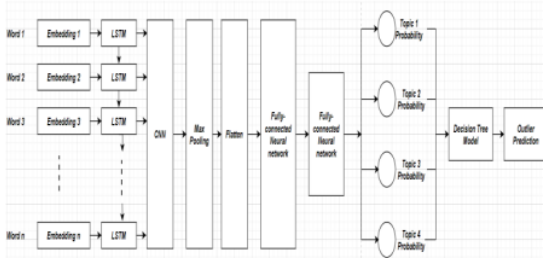 Word 1 Embedding 1 LSTM
Word 2 Embedding 2 LSTM
Word 3 Embedding 3 LSTM
Word n Embedding n LSTM
CNN
Max
Pooling
Flatten
Fully-
connected
Neural
network
Fully-
connected
Neural
network
Topic 1
Probability
Topic 2
Probability
Topic 3
Probability
Topic 4
Probability
Decision Tree
Model
Outlier
Prediction